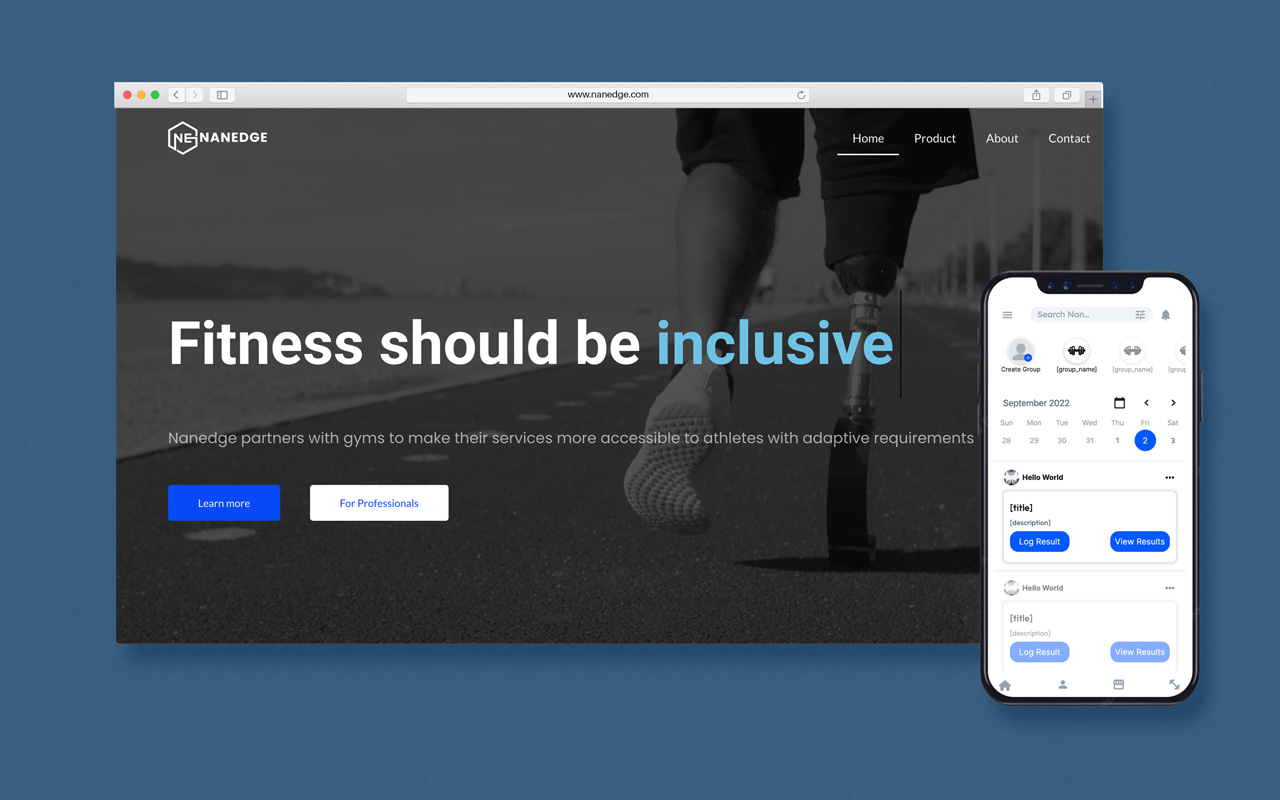 www.nanedge.com
NE NANEDGE
Home Product About Contact
Fitness should be inclusive
Nanedge partners with gyms to make their services more accessible to athletes with adaptive requirements
Learn more For Professionals
Search Nan...
Create Group [group_name] [group_name] [group
September 2022
Sun Mon Tue Wed Thu Fri Sat
28 29 30 31 1 2 3
Hello World
[title]
[description]
Log Result View Results
Hello World
[title]
[description]
Log Result View Results